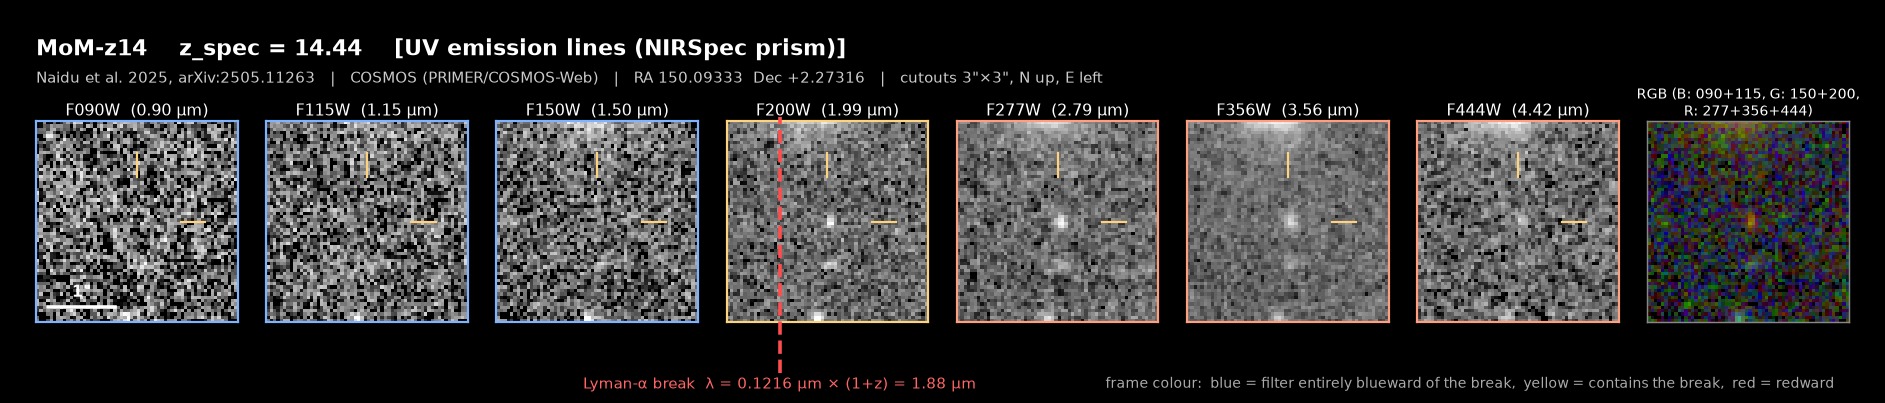 MoM-z14    z_spec = 14.44    [UV emission lines (NIRSpec prism)]
Naidu et al. 2025, arXiv:2505.11263   |   COSMOS (PRIMER/COSMOS-Web)   |   RA 150.09333  Dec +2.27316   |   cutouts 3"×3", N up, E left
F090W  (0.90 μm)
F115W  (1.15 μm)
F150W  (1.50 μm)
F200W  (1.99 μm)
F277W  (2.79 μm)
F356W  (3.56 μm)
F444W  (4.42 μm)
RGB (B: 090+115, G: 150+200,
R: 277+356+444)
1"
Lyman-α break  λ = 0.1216 μm × (1+z) = 1.88 μm
frame colour:  blue = filter entirely blueward of the break,  yellow = contains the break,  red = redward